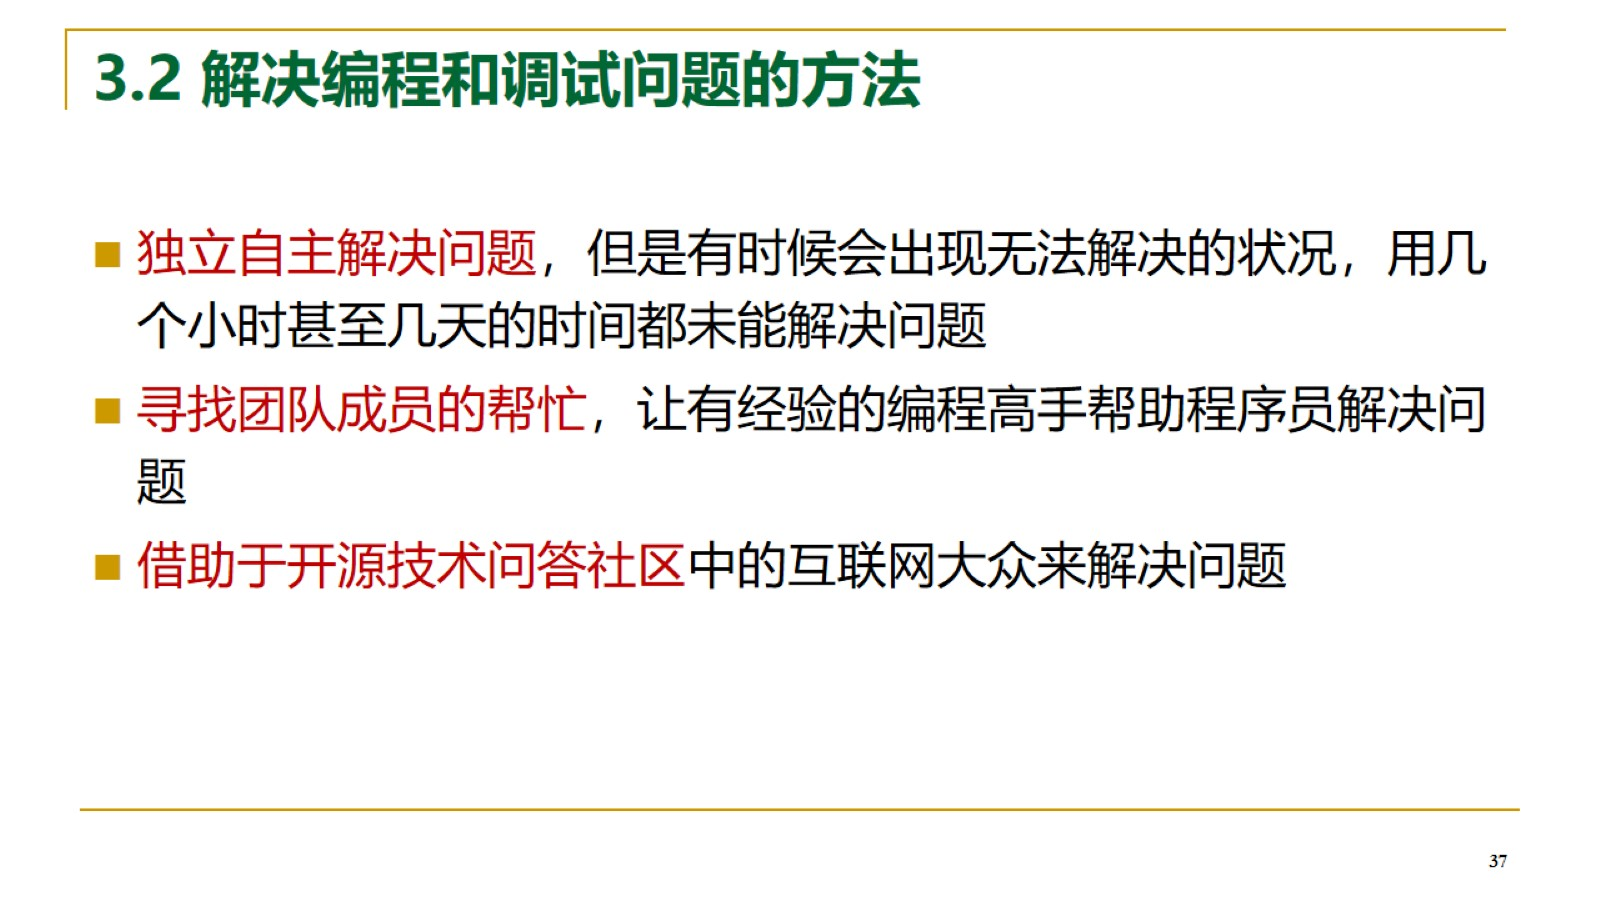 3.2 解决编程和调试问题的方法
独立自主解决问题，但是有时候会出现无法解决的状况，用几
个小时甚至几天的时间都未能解决问题
寻找团队成员的帮忙，让有经验的编程高手帮助程序员解决问
题
借助于开源技术问答社区中的互联网大众来解决问题
37